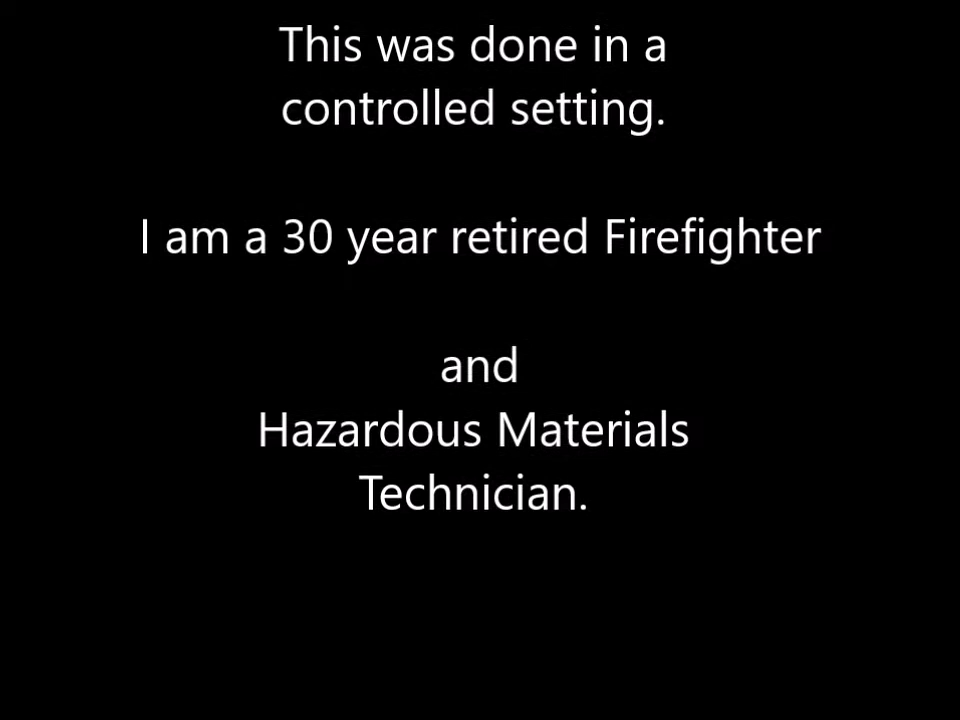 This was done in a
controlled setting.
I am a 30 year retired Firefighter
and
Hazardous Materials
Technician.